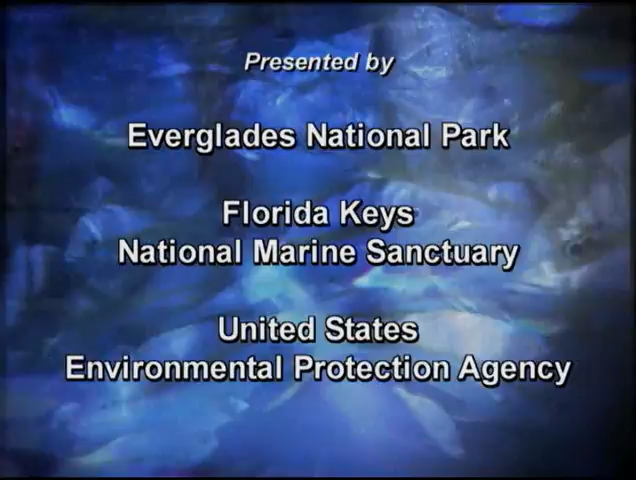 Presented by
Everglades National Park
Florida Keys
National Marine Sanctuary
United States
Environmental Protection Agency